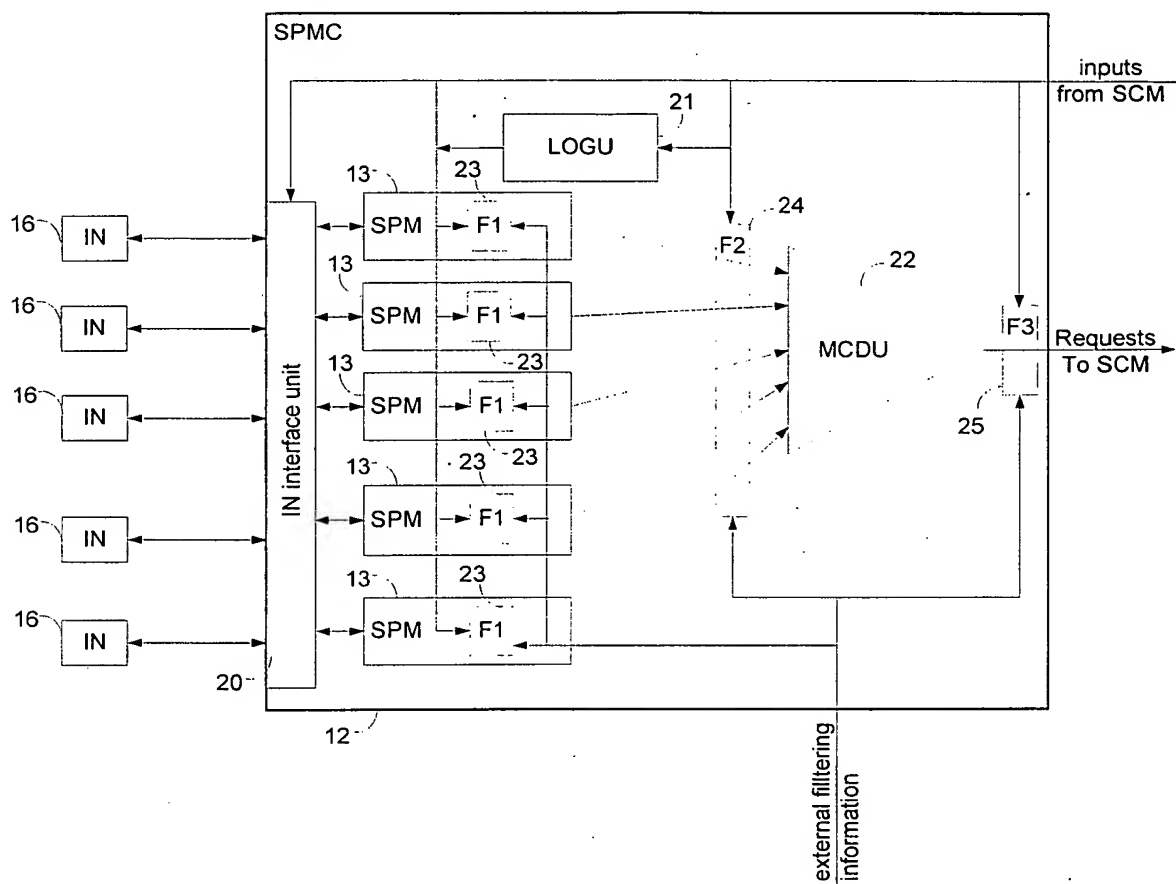 SPMC
inputs
from SCM
21
LOGU
13
23
16
IN
SPM
F1
24
F2
13
22
16
IN
SPM
F1
F3
MCDU
Requests
To SCM
23
13
16
IN
SPM
F1
25
23
IN interface unit
13
23
16
IN
SPM
F1
13
23
16
IN
SPM
F1
20
12
external filltering
information